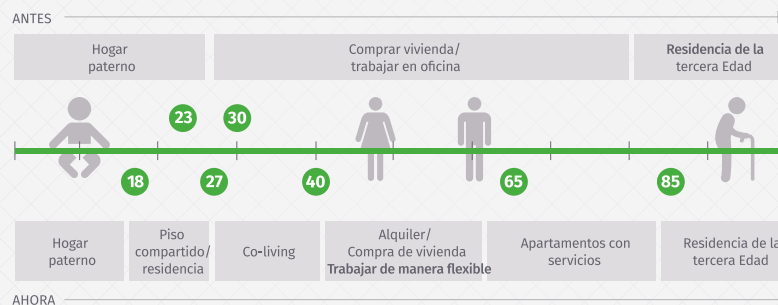 ANTES
Hogar
paterno
Comprar vivienda/
trabajar en oficina
Residencia de la
tercera Edad
23
30
18
27
40
65
85
Hogar
paterno
Piso
compartido/
residencia
Co-living
Alquiler/
Compra de vivienda
Trabajar de manera flexible
Apartamentos con
servicios
Residencia de la
tercera Edad
AHORA